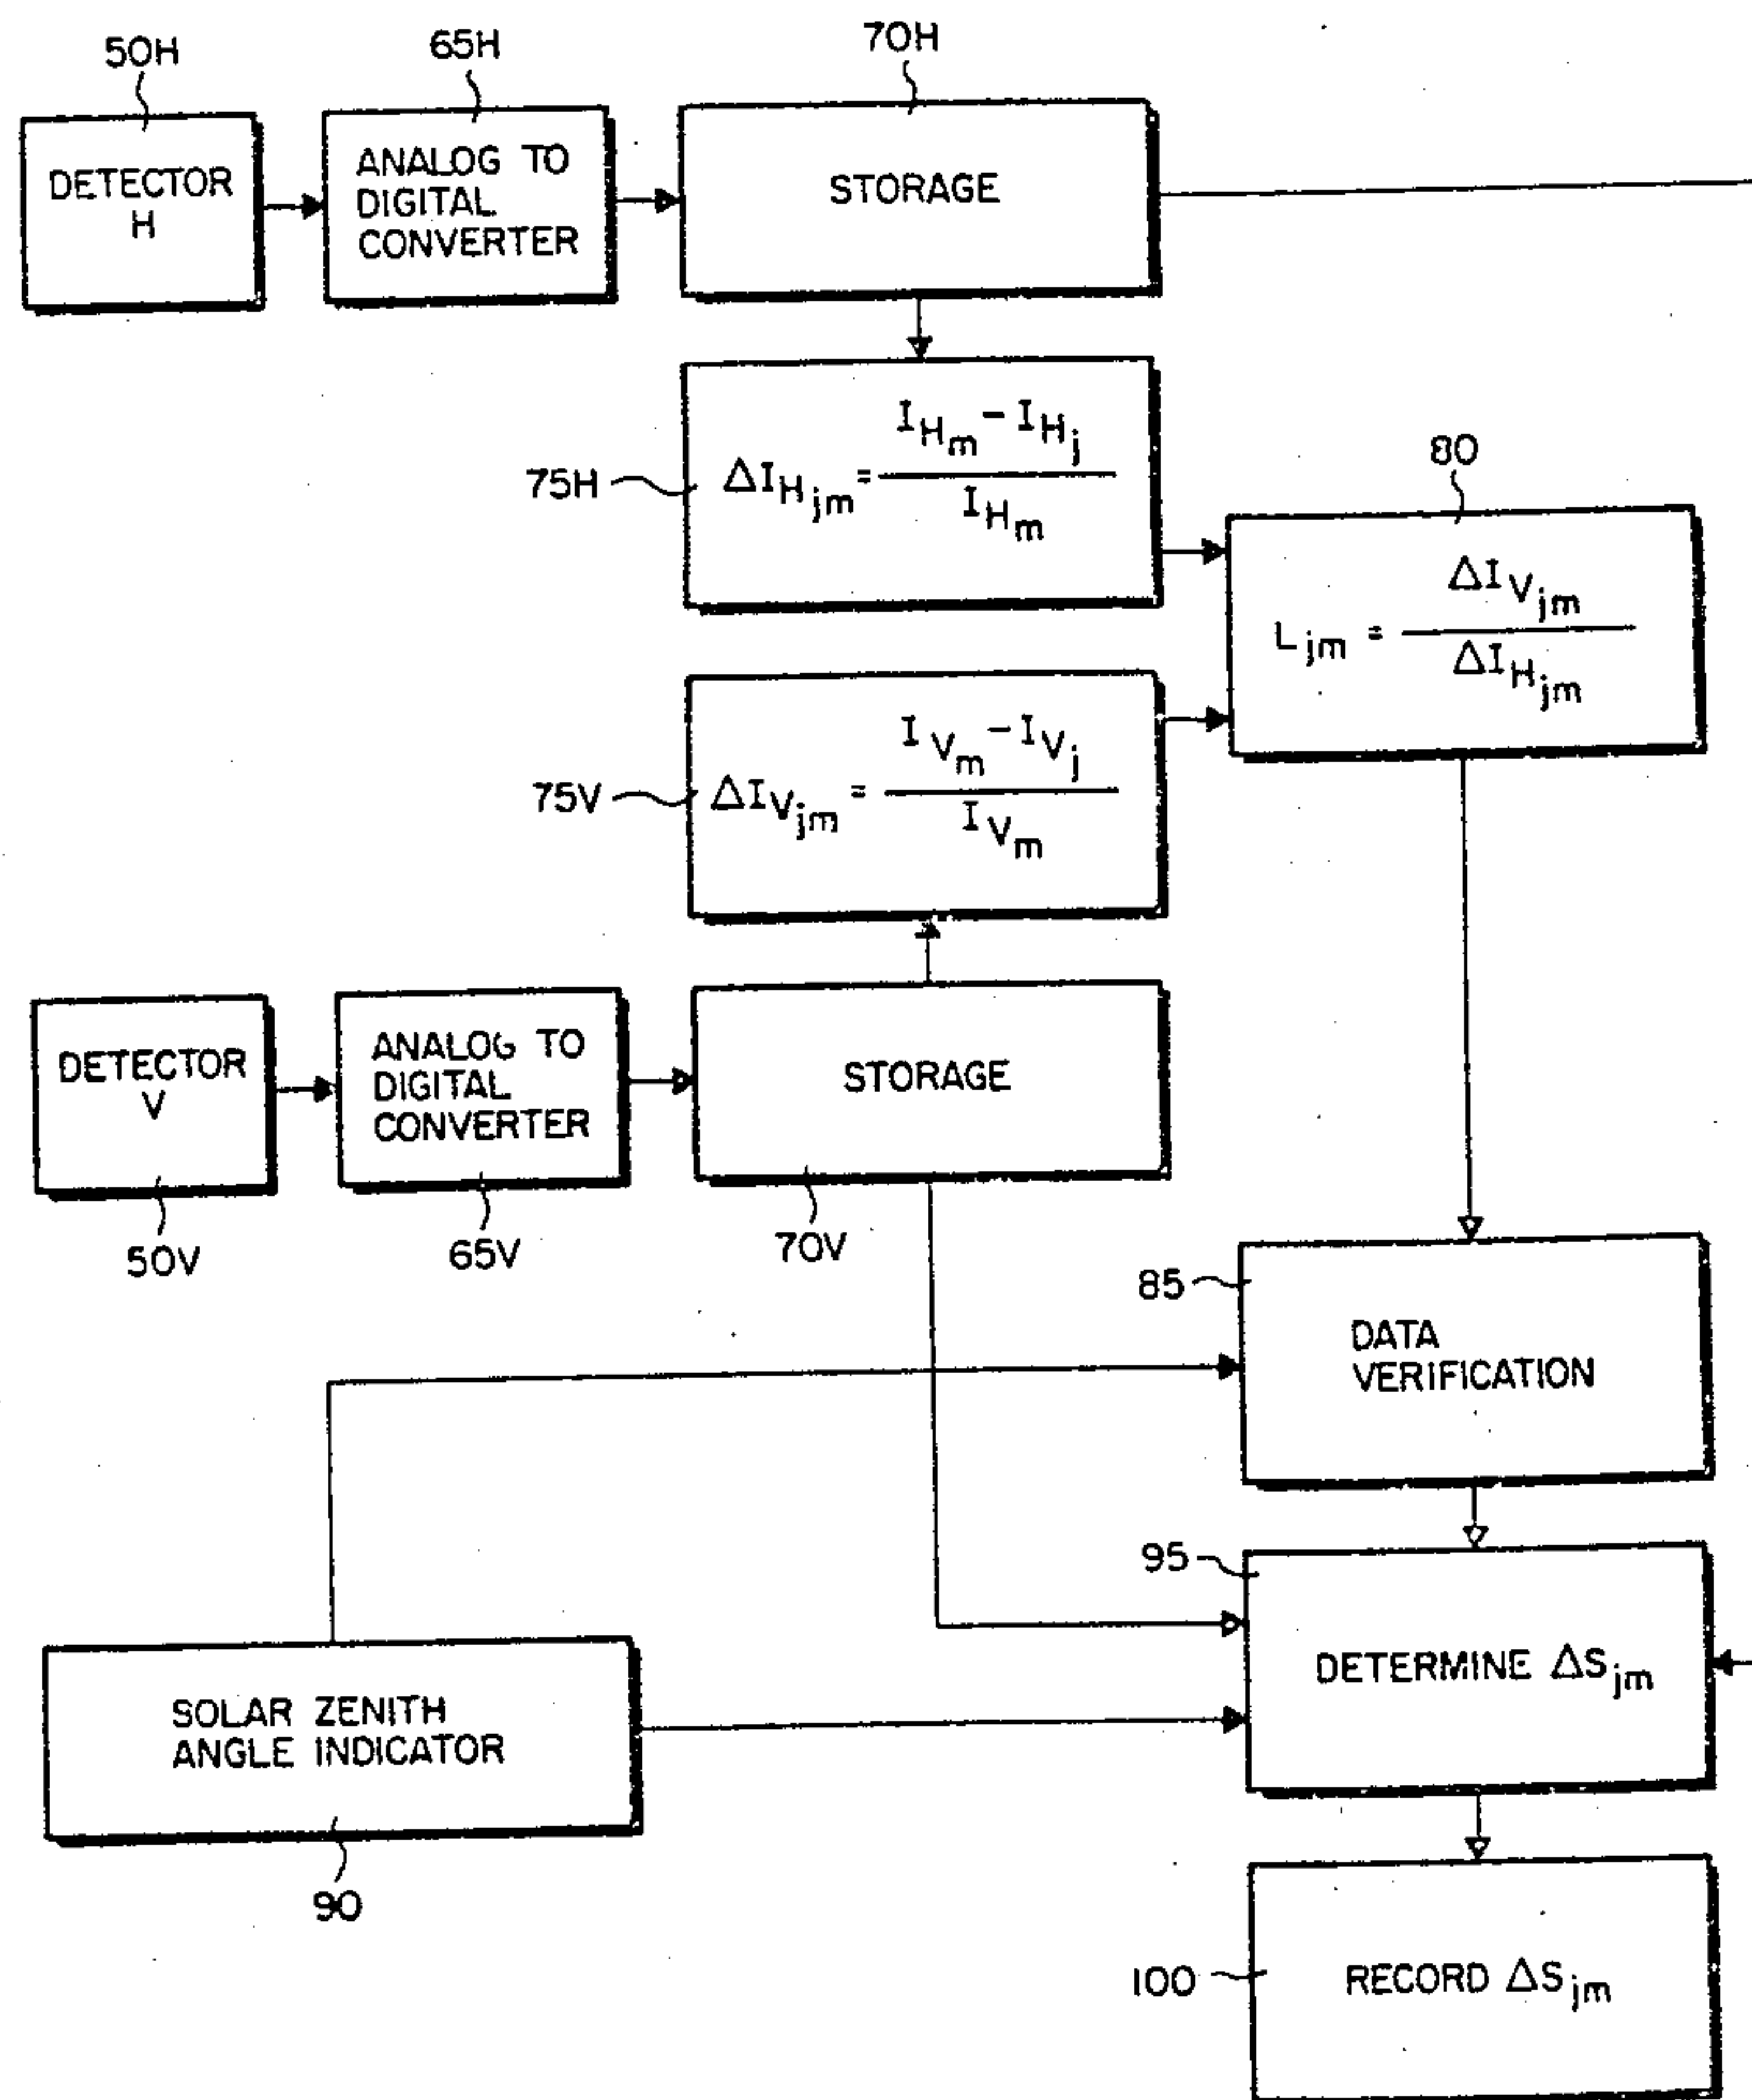 50H
65H
70H
DETECTOR
H
ANALOG TO
DIGITAL
CONVERTER
STORAGE
75H
ΔI_{H_{jm}} = \frac{I_{H_m} - I_{H_j}}{I_{H_m}}
80
L_{jm} = \frac{ΔI_{V_{jm}}}{ΔI_{H_{jm}}}
75V
ΔI_{V_{jm}} = \frac{I_{V_m} - I_{V_j}}{I_{V_m}}
DETECTOR
V
ANALOG TO
DIGITAL
CONVERTER
STORAGE
50V
65V
70V
85
DATA
VERIFICATION
95
DETERMINE ΔS_{jm}
SOLAR ZENITH
ANGLE INDICATOR
90
100
RECORD ΔS_{jm}